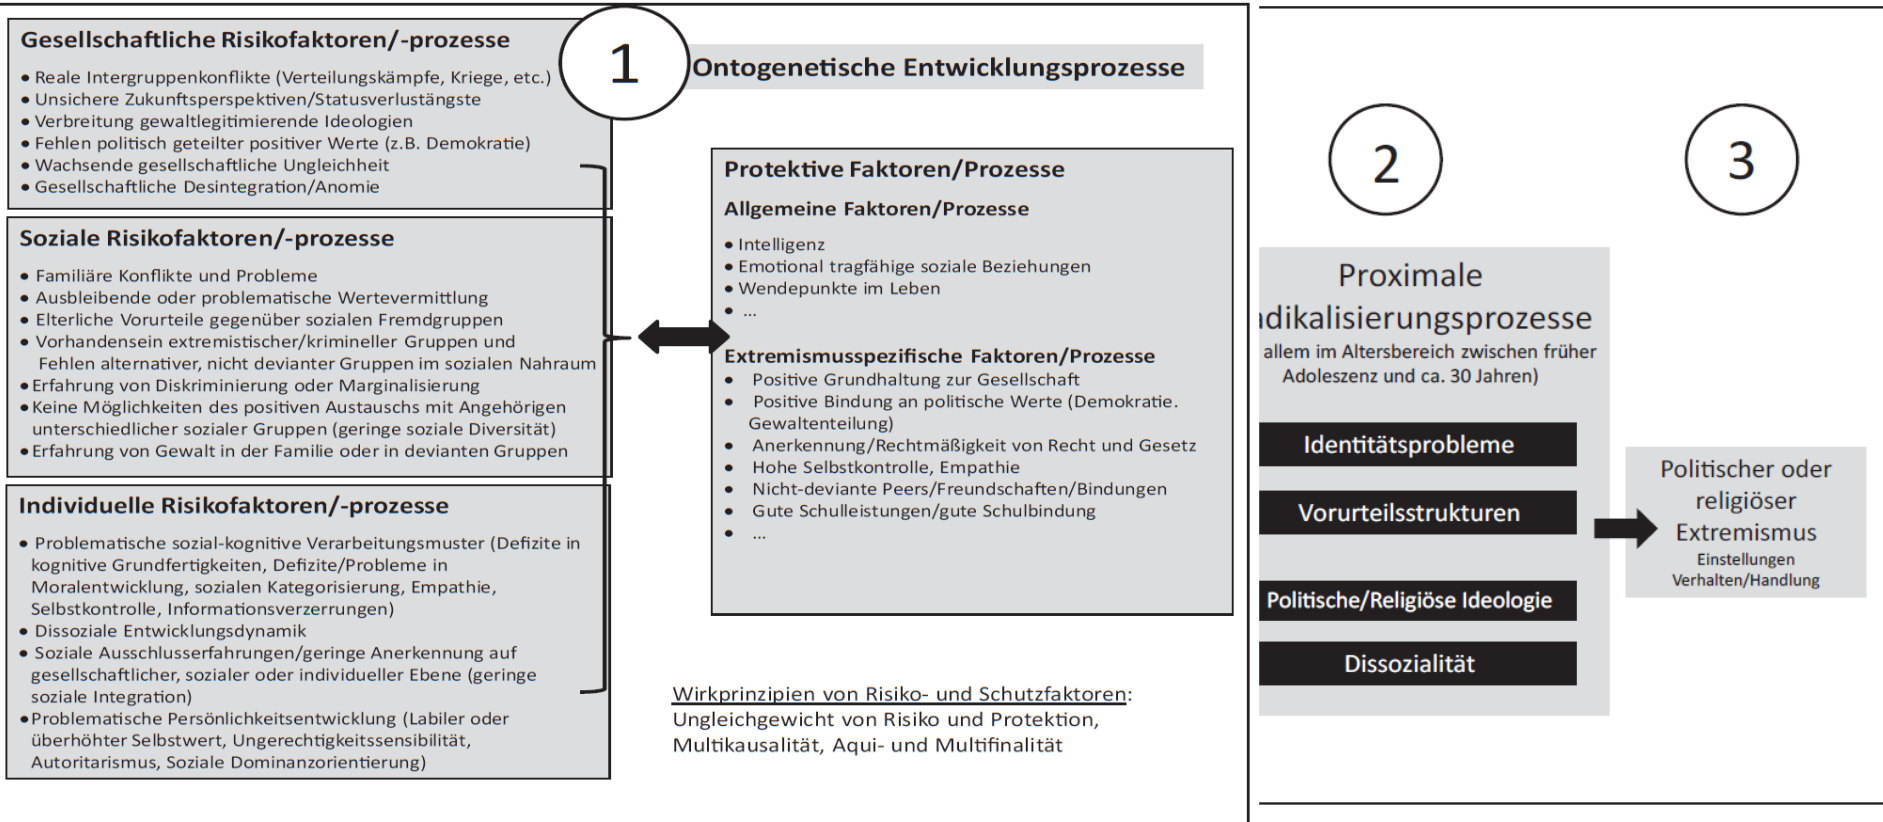 Gesellschaftliche Risikofaktoren/-prozesse
• Reale Intergruppenkonflikte (Verteilungskämpfe, Kriege, etc.)
• Unsichere Zukunftsperspektiven/Statusverlustängste
• Verbreitung gewaltlegitimierende Ideologien
• Fehlen politisch geteilter positiver Werte (z.B. Demokratie)
• Wachsende gesellschaftliche Ungleichheit
• Gesellschaftliche Desintegration/Anomie
Soziale Risikofaktoren/-prozesse
• Familiäre Konflikte und Probleme
• Ausbleibende oder problematische Wertevermittlung
• Elterliche Vorurteile gegenüber sozialen Fremdgruppen
• Vorhandensein extremistischer/krimineller Gruppen und
Fehlen alternativer, nicht devianter Gruppen im sozialen Nahraum
• Erfahrung von Diskriminierung oder Marginalisierung
• Keine Möglichkeiten des positiven Austauschs mit Angehörigen
unterschiedlicher sozialer Gruppen (geringe soziale Diversität)
• Erfahrung von Gewalt in der Familie oder in devianten Gruppen
Individuelle Risikofaktoren/-prozesse
• Problematische sozial-kognitive Verarbeitungsmuster (Defizite in
kognitive Grundfertigkeiten, Defizite/Probleme in
Moralentwicklung, sozialen Kategorisierung, Empathie,
Selbstkontrolle, Informationsverzerrungen)
• Dissoziale Entwicklungsdynamik
• Soziale Ausschlusserfahrungen/geringe Anerkennung auf
gesellschaftlicher, sozialer oder individueller Ebene (geringe
soziale Integration)
• Problematische Persönlichkeitsentwicklung (Labiler oder
überhöhter Selbstwert, Ungerechtigkeitssensibilität,
Autoritarismus, Soziale Dominanzorientierung)
1
Ontogenetische Entwicklungsprozesse
Protektive Faktoren/Prozesse
Allgemeine Faktoren/Prozesse
• Intelligenz
• Emotional tragfähige soziale Beziehungen
• Wendepunkte im Leben
• ...
Extremismusspezifische Faktoren/Prozesse
• Positive Grundhaltung zur Gesellschaft
• Positive Bindung an politische Werte (Demokratie.
Gewaltenteilung)
• Anerkennung/Rechtmäßigkeit von Recht und Gesetz
• Hohe Selbstkontrolle, Empathie
• Nicht-deviante Peers/Freundschaften/Bindungen
• Gute Schulleistungen/gute Schulbindung
• ...
Wirkprinzipien von Risiko- und Schutzfaktoren:
Ungleichgewicht von Risiko und Protektion,
Multikausalität, Aqui- und Multifinalität
2
Proximale
adikalisierungsprozesse
allem im Altersbereich zwischen früher
Adoleszenz und ca. 30 Jahren)
Identitätsprobleme
Vorurteilsstrukturen
Politische/Religiöse Ideologie
Dissozialität
3
Politischer oder
religiöser
Extremismus
Einstellungen
Verhalten/Handlung